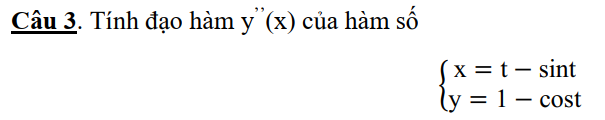 Câu 3. Tính đạo hàm y’’(x) của hàm số
x = t − sint
y = 1 − cost